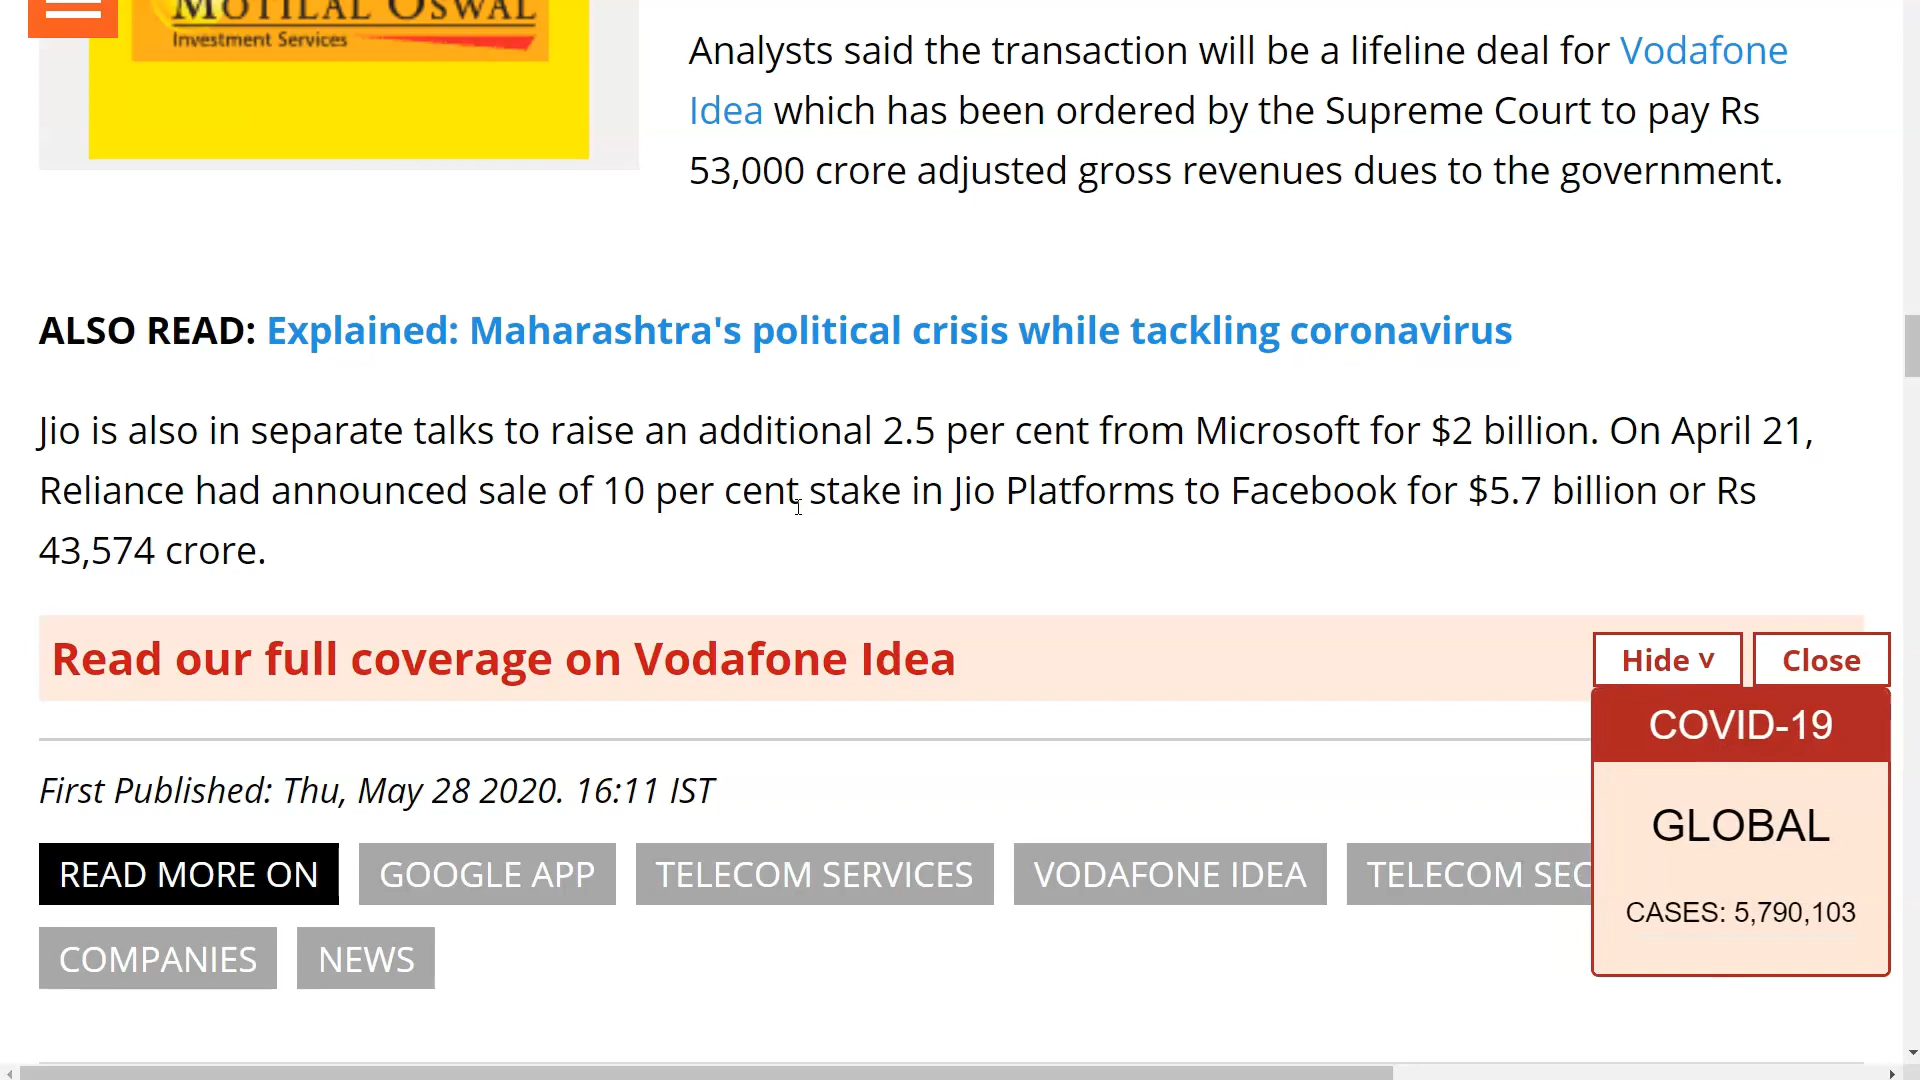 MOTILAL OSWAL
Investment Services
Analysts said the transaction will be a lifeline deal for Vodafone
Idea which has been ordered by the Supreme Court to pay Rs
53,000 crore adjusted gross revenues dues to the government.
ALSO READ: Explained: Maharashtra's political crisis while tackling coronavirus
Jio is also in separate talks to raise an additional 2.5 per cent from Microsoft for $2 billion. On April 21,
Reliance had announced sale of 10 per cent stake in Jio Platforms to Facebook for $5.7 billion or Rs
43,574 crore.
Read our full coverage on Vodafone Idea
Hide v Close
COVID-19
GLOBAL
CASES: 5,790,103
First Published: Thu, May 28 2020. 16:11 IST
READ MORE ON GOOGLE APP TELECOM SERVICES VODAFONE IDEA TELECOM SEC
COMPANIES NEWS